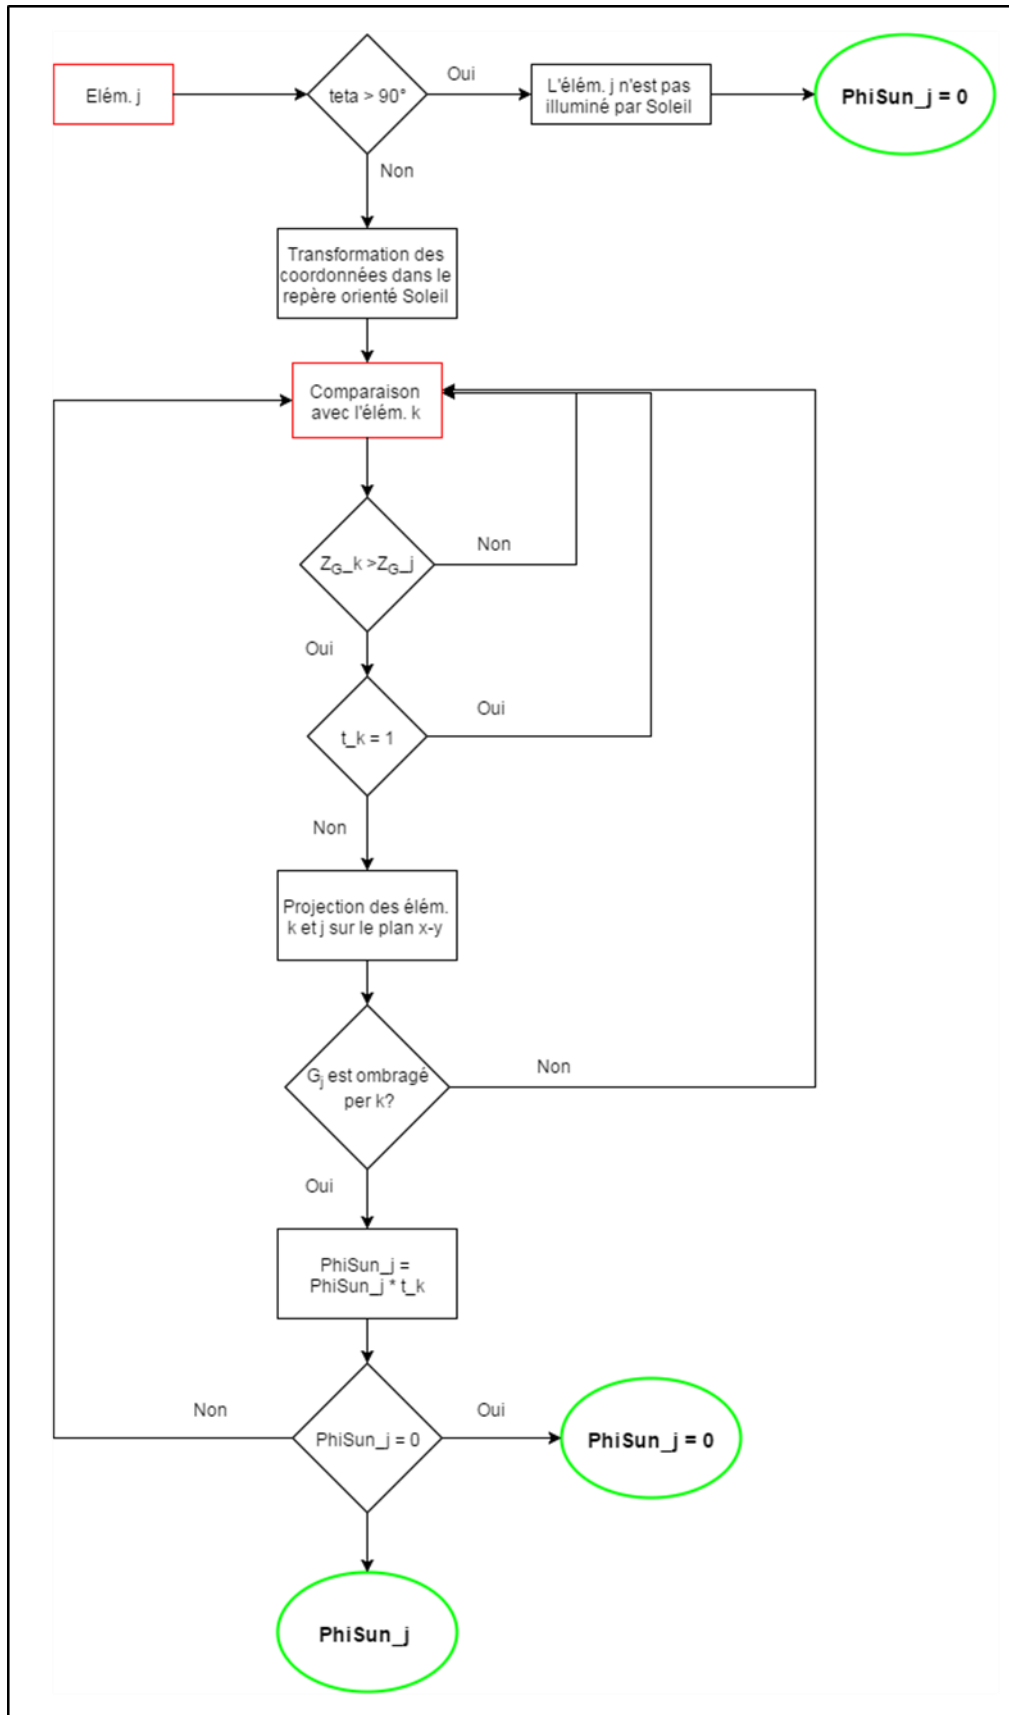 Elém. j
teta > 90°
Oui
L'élém. j n'est pas
illuminé par Soleil
PhiSun_j = 0
Non
Transformation des
coordonnées dans le
repère orienté Soleil
Comparaison
avec l'élém. k
Z_G_k >Z_G_j
Non
Oui
t_k = 1
Oui
Non
Projection des élém.
k et j sur le plan x-y
G_j est ombragé
per k?
Non
Oui
PhiSun_j =
PhiSun_j * t_k
Non
PhiSun_j = 0
Oui
PhiSun_j = 0
PhiSun_j